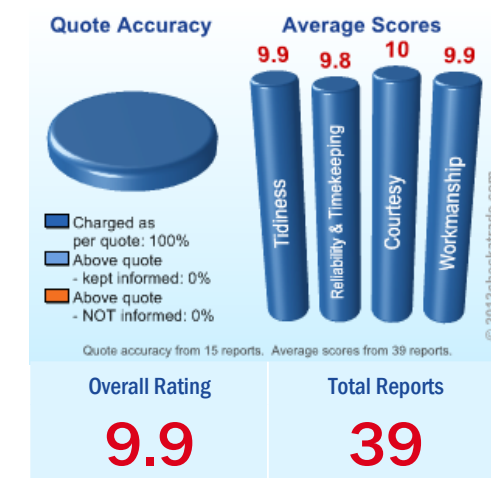 Quote Accuracy
Average Scores
9.9
9.8
10
9.9
Tidiness
Reliability & Timekeeping
Courtesy
Workmanship
Charged as
per quote: 100%
Above quote
- kept informed: 0%
Above quote
- NOT informed: 0%
Quote accuracy from 15 reports. Average scores from 39 reports.
Overall Rating
Total Reports
9.9
39